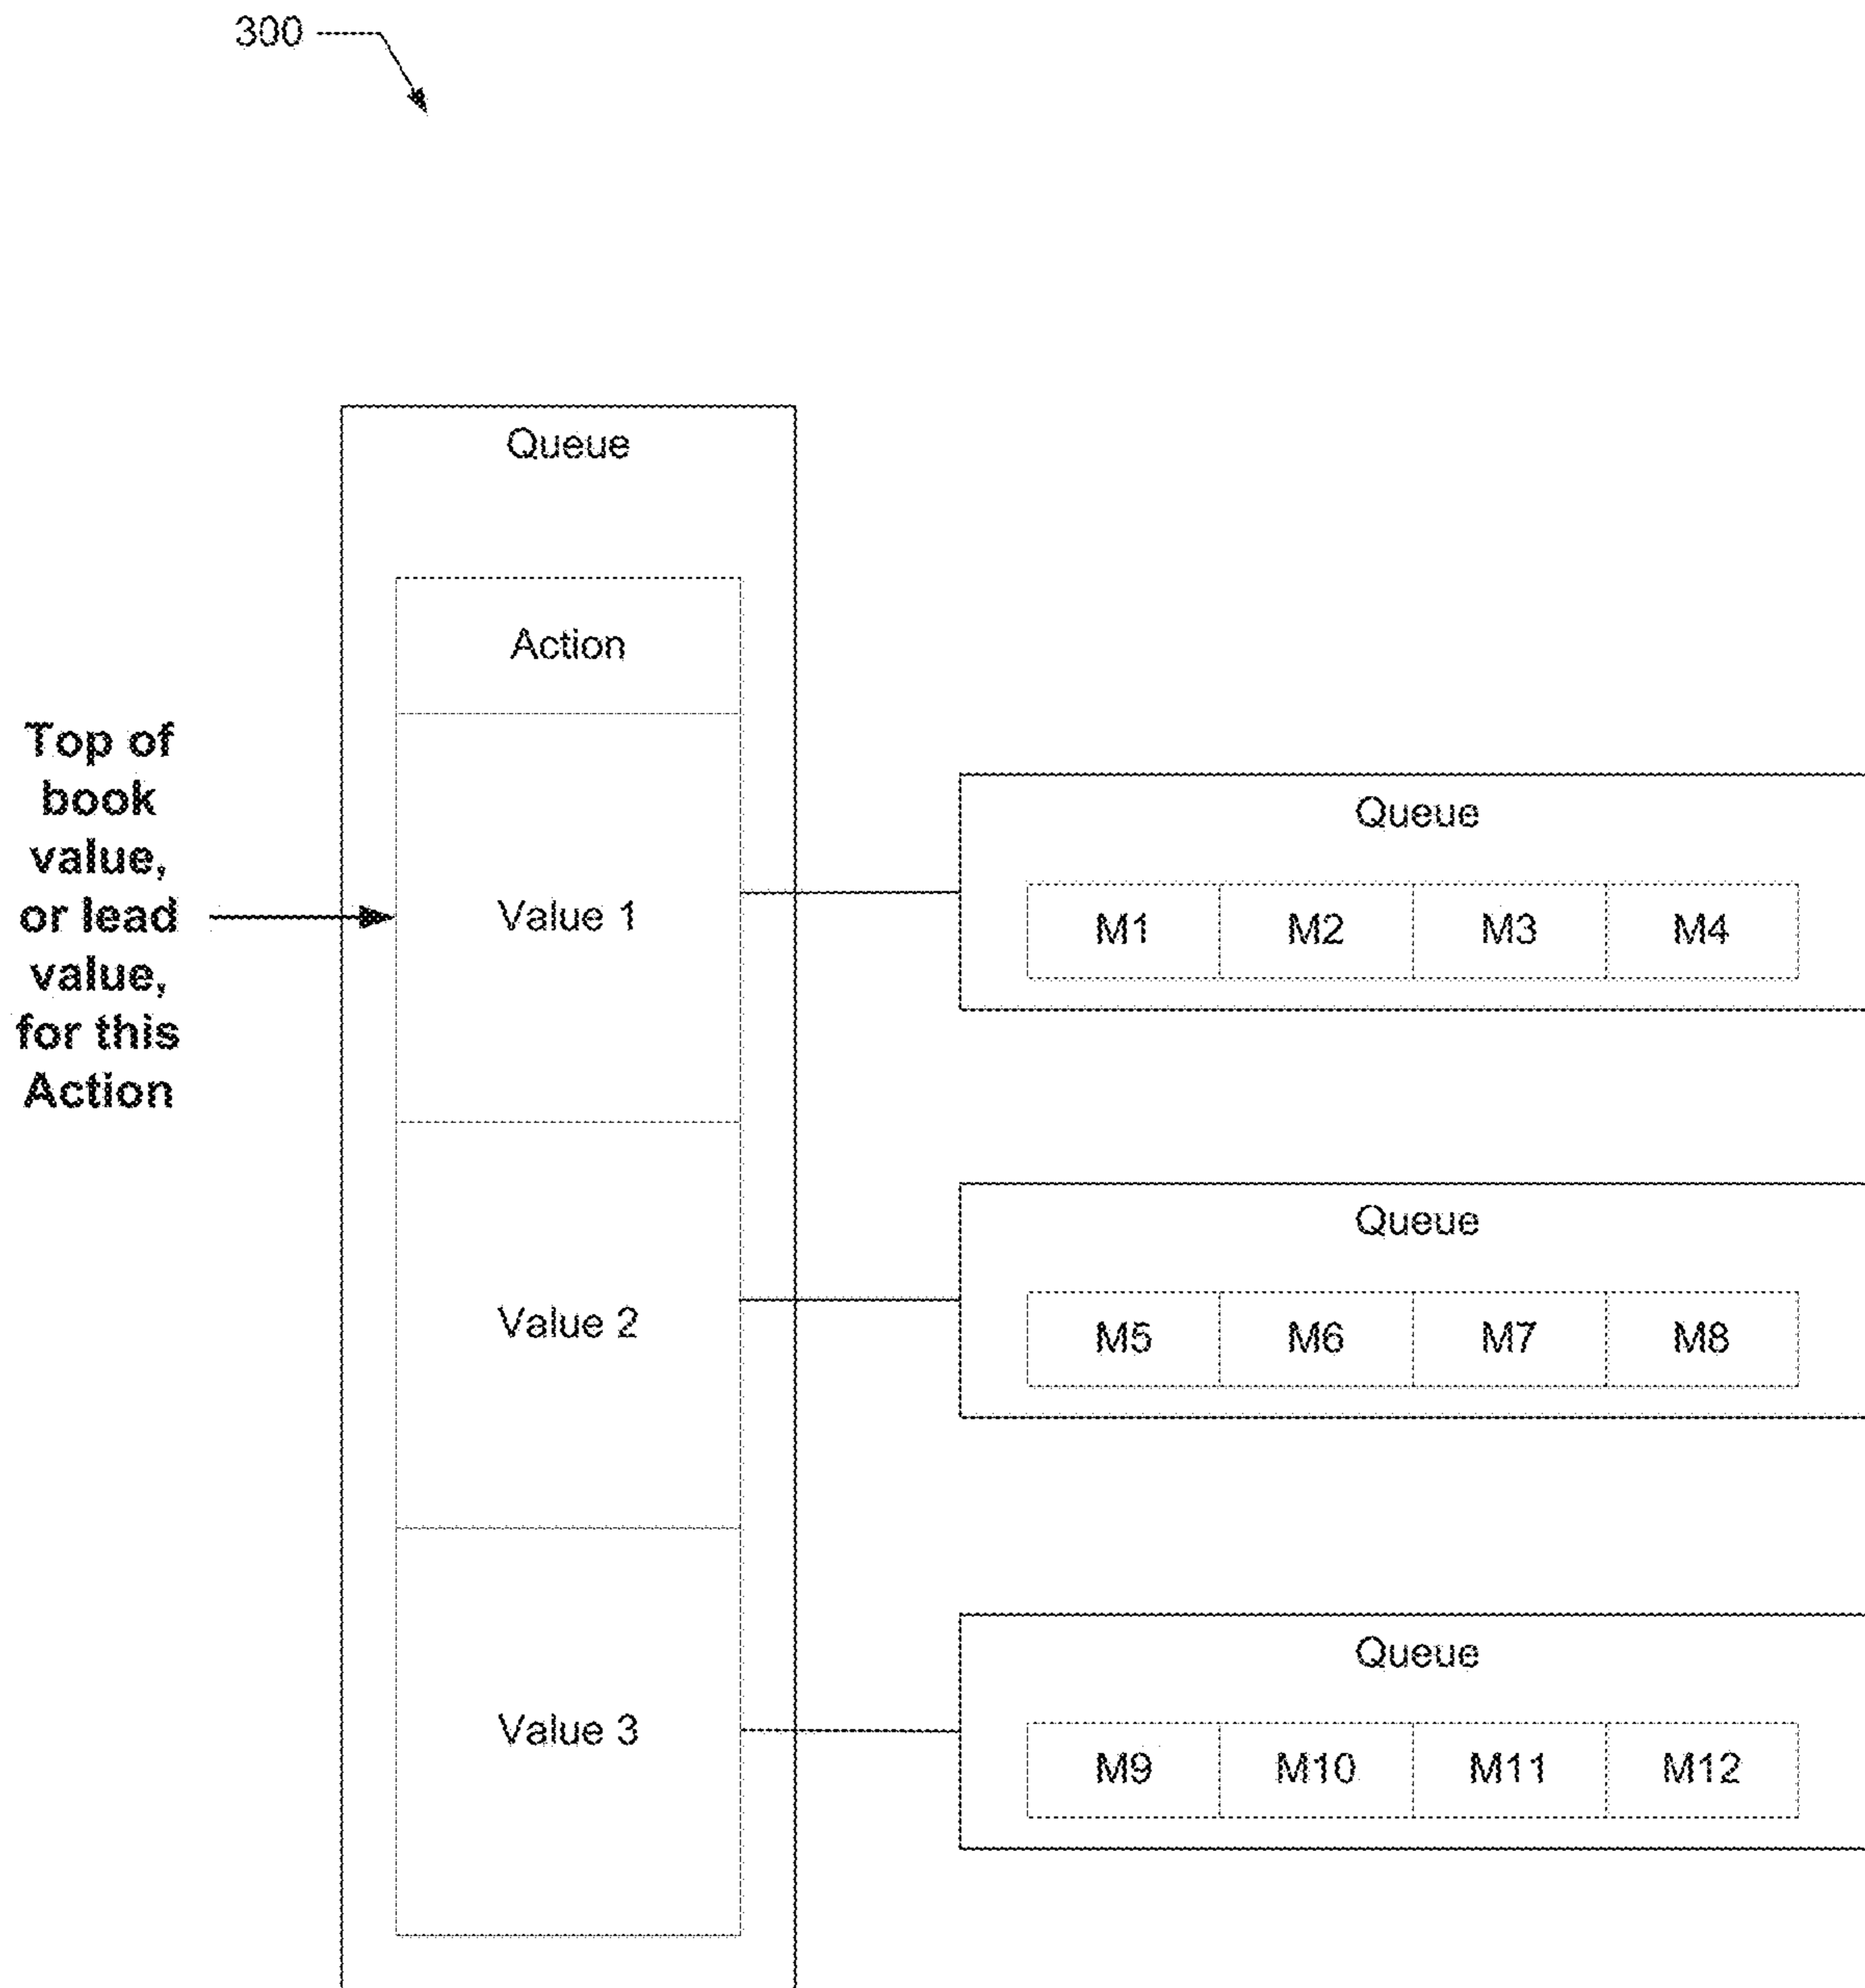 300
Queue
Action
Top of
book
value,
or lead
value,
for this
Action
Value 1
Queue
M1 M2 M3 M4
Value 2
Queue
M5 M6 M7 M8
Value 3
Queue
M9 M10 M11 M12